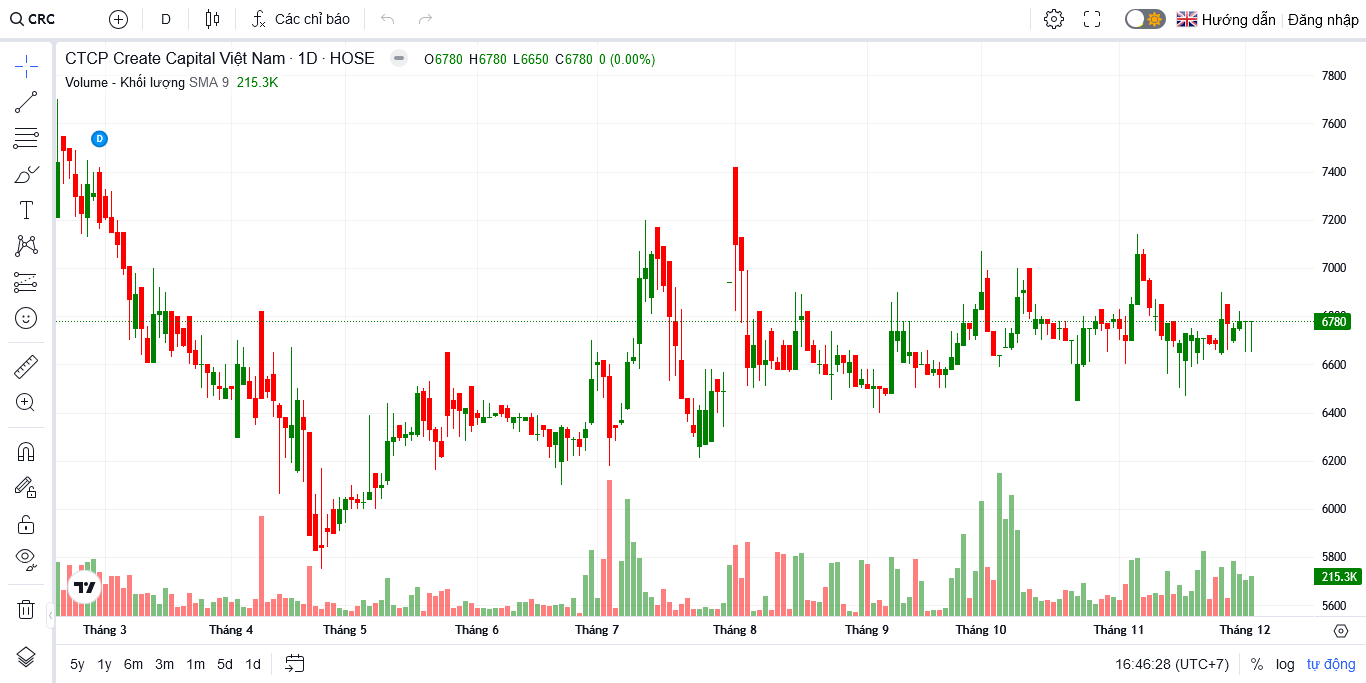 CRC D Các chỉ báo Hướng dẫn Đăng nhập
CTCP Create Capital Việt Nam · 1D · HOSE O6780 H6780 L6650 C6780 0 (0.00%)
Volume - Khối lượng SMA 9 215.3K
D
7800
7600
7400
7200
7000
6800
6780
6600
6400
6200
6000
5800
215.3K
5600
Tháng 3 Tháng 4 Tháng 5 Tháng 6 Tháng 7 Tháng 8 Tháng 9 Tháng 10 Tháng 11 Tháng 12
5y 1y 6m 3m 1m 5d 1d 16:46:28 (UTC+7) % log tự động